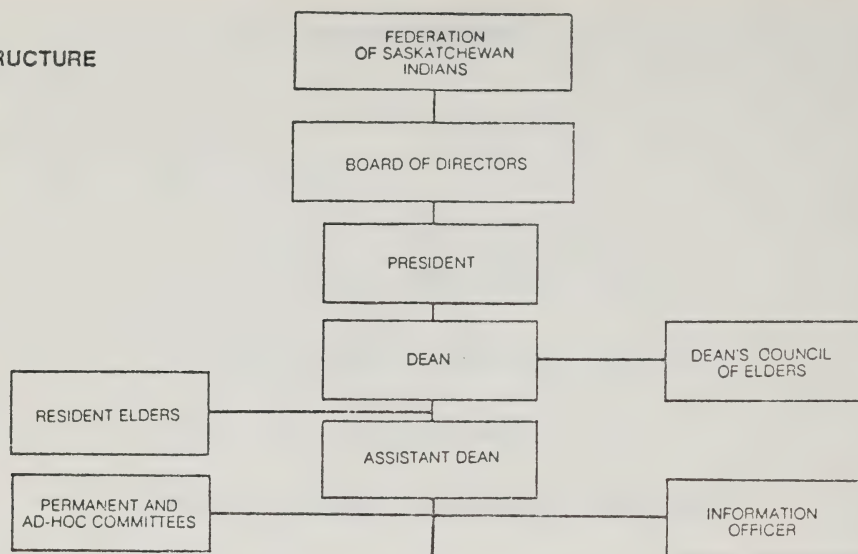 RUCTURE
FEDERATION
OF SASKATCHEWAN
INDIANS
BOARD OF DIRECTORS
PRESIDENT
DEAN
DEAN'S COUNCIL
OF ELDERS
RESIDENT ELDERS
ASSISTANT DEAN
PERMANENT AND
AD-HOC COMMITTEES
INFORMATION
OFFICER